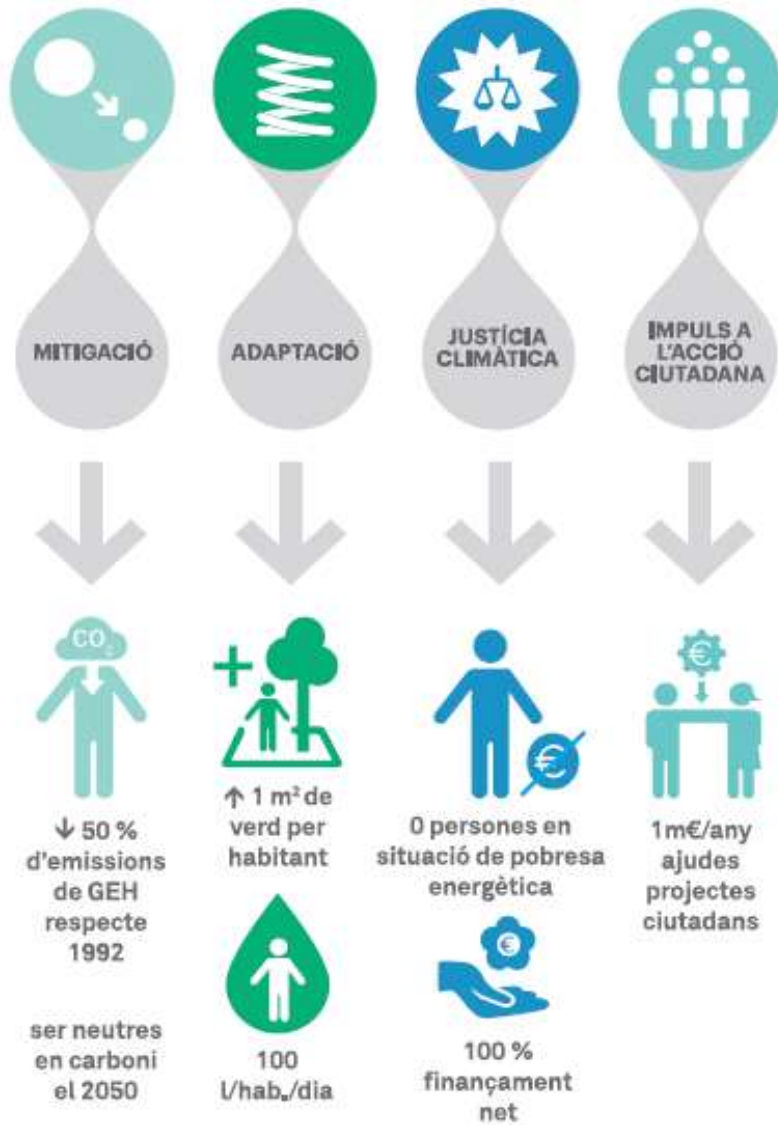 MITIGACIÓ
ADAPTACIÓ
JUSTÍCIA
CLIMÀTICA
IMPULS A
L'ACCIÓ
CIUTADANA
CO2
↓ 50 %
d'emissions
de GEH
respecte
1992
ser neutres
en carboni
el 2050
+
↑ 1 m² de
verd per
habitant
100
l/hab./dia
€
0 persones en
situació de pobresa
energètica
€
100 %
finançament
net
€
1m€/any
ajudes
projectes
ciutadans